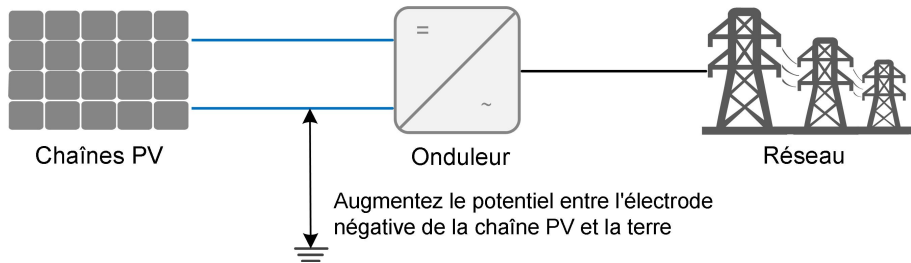 Chaînes PV
Onduleur
Réseau
Augmentez le potentiel entre l'électrode
négative de la chaîne PV et la terre